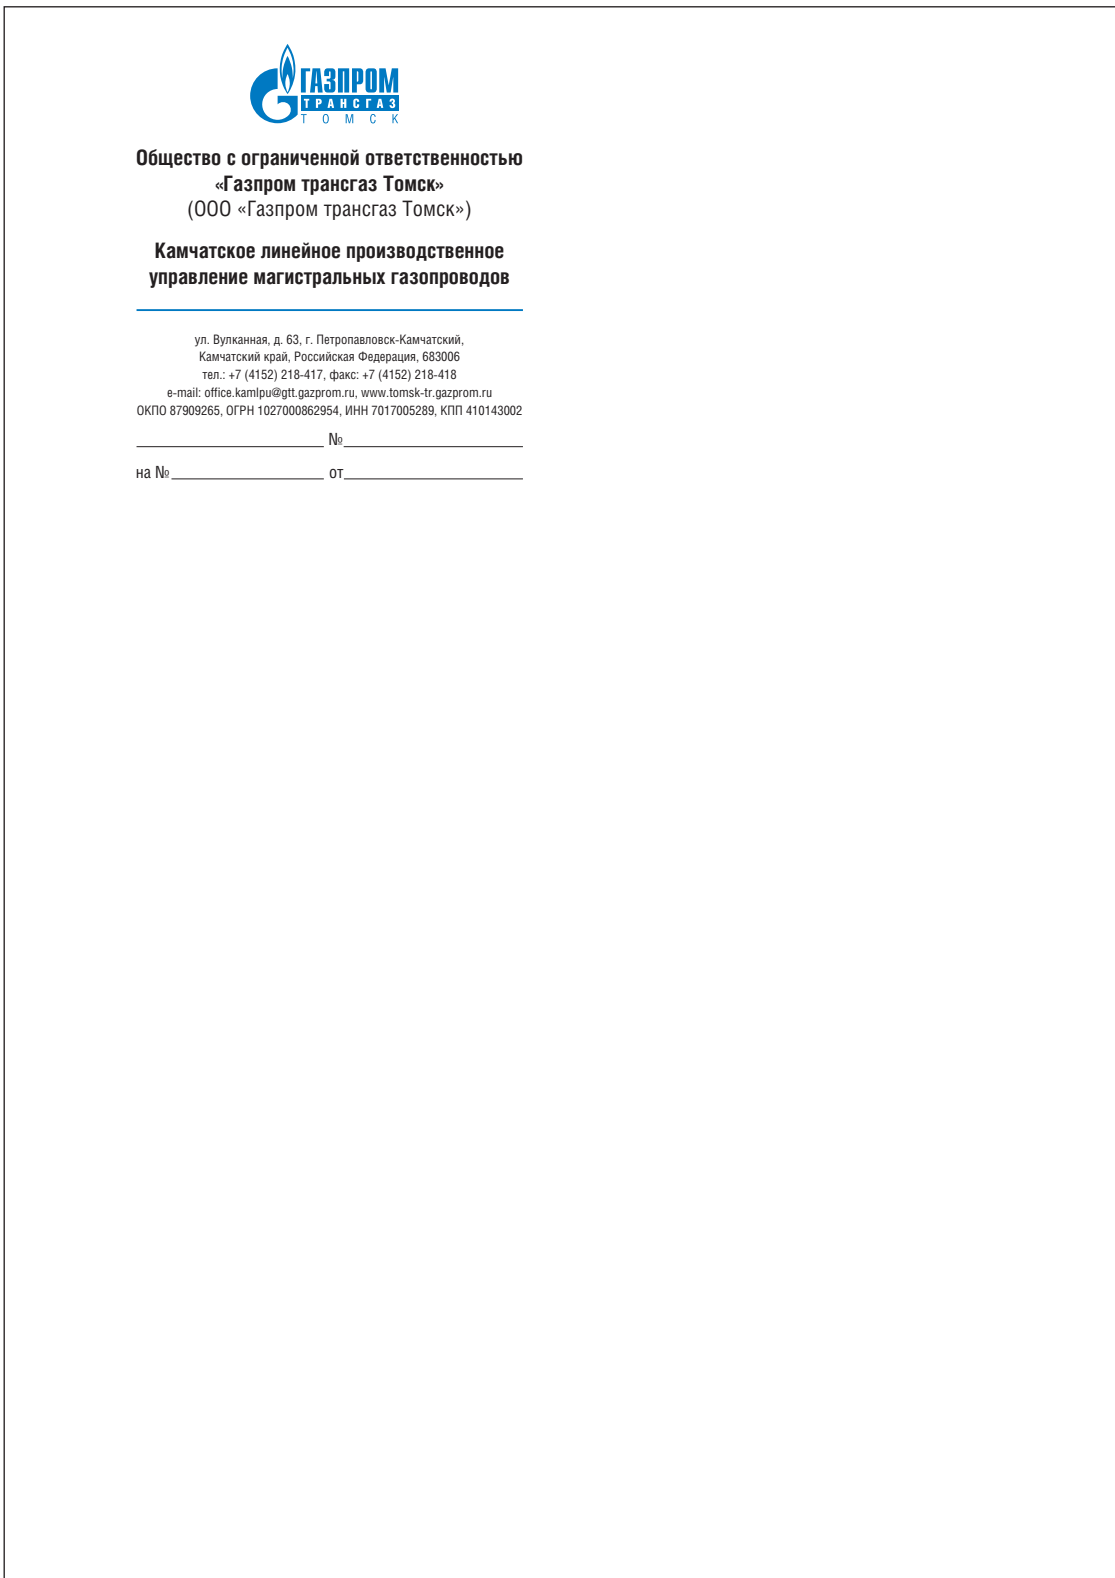 ГАЗПРОМ
ТРАНСГАЗ
ТОМСК
Общество с ограниченной ответственностью
«Газпром трансгаз Томск»
(ООО «Газпром трансгаз Томск»)
Камчатское линейное производственное
управление магистральных газопроводов
ул. Вулканная, д. 63, г. Петропавловск-Камчатский,
Камчатский край, Российская Федерация, 683006
тел.: +7 (4152) 218-417, факс: +7 (4152) 218-418
e-mail: office.kamlpu@gtt.gazprom.ru, www.tomsk-tr.gazprom.ru
ОКПО 87909265, ОГРН 1027000862954, ИНН 7017005289, КПП 410143002
№
на № от